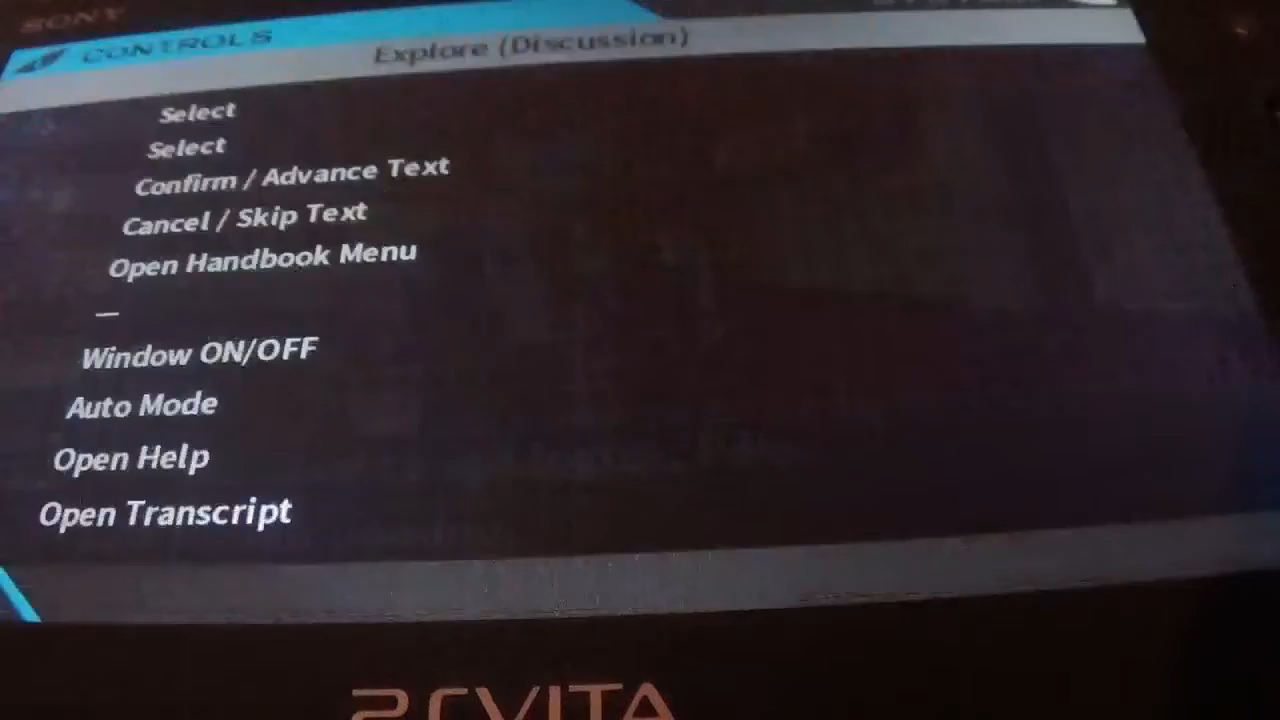 SONY
CONTROLS
Explore (Discussion)
Select
Select
Confirm / Advance Text
Cancel / Skip Text
Open Handbook Menu
—
Window ON/OFF
Auto Mode
Open Help
Open Transcript
PSVITA